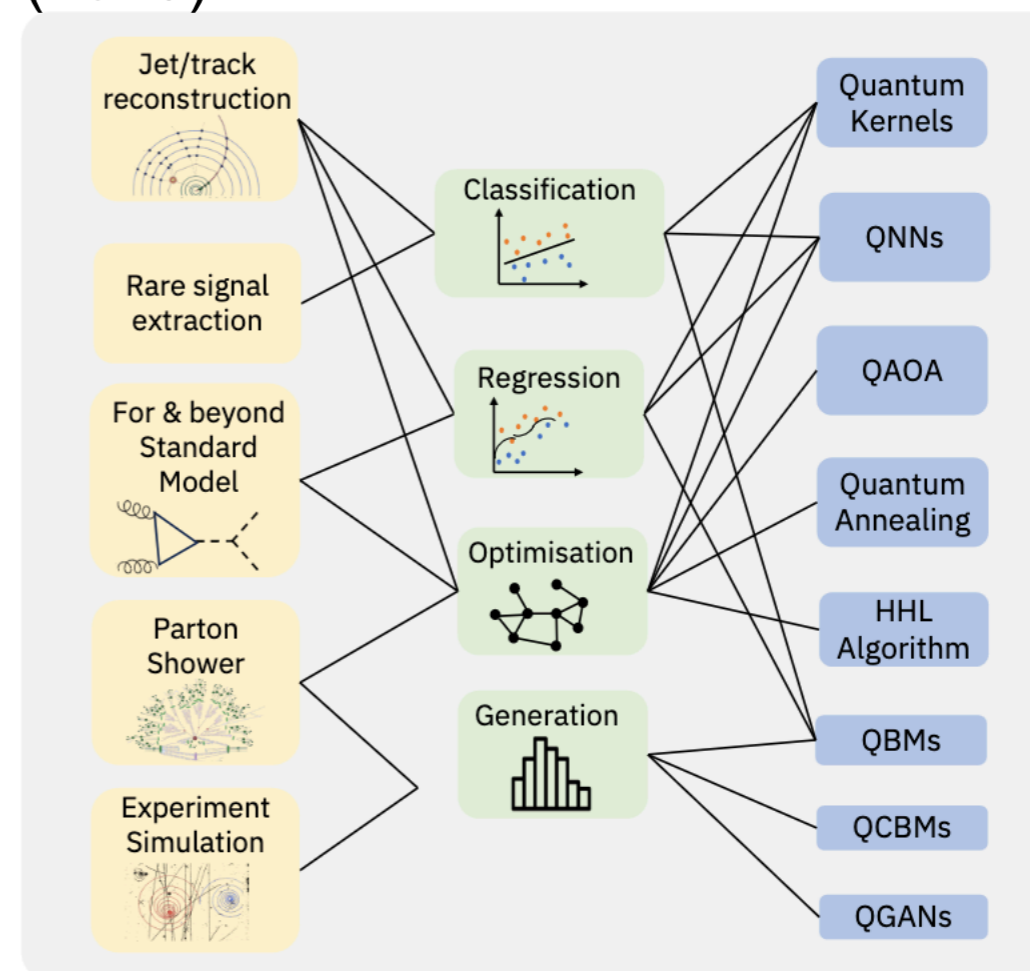 Jet/track
reconstruction
Rare signal
extraction
For & beyond
Standard
Model
Parton
Shower
Experiment
Simulation
Classification
Regression
Optimisation
Generation
Quantum
Kernels
QNNs
QAOA
Quantum
Annealing
HHL
Algorithm
QBMs
QCBMs
QGANs